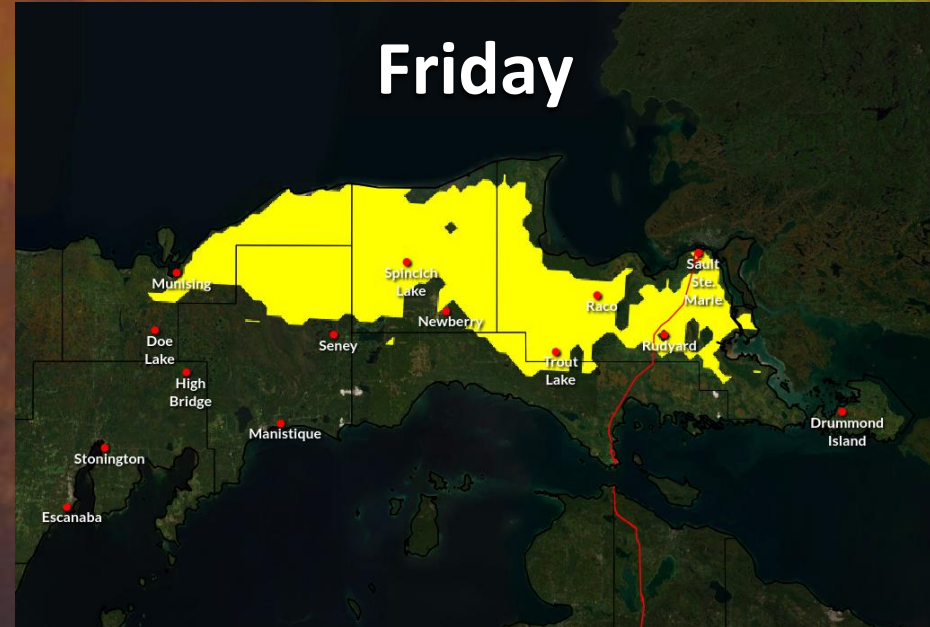 Friday
Sault
Ste.
Marie
Spincich
Lake
Munising
Raco
Newberry
Rudyard
Seney
Doe
Lake
Trout
Lake
High
Bridge
Drummond
Island
Manistique
Stonington
Escanaba